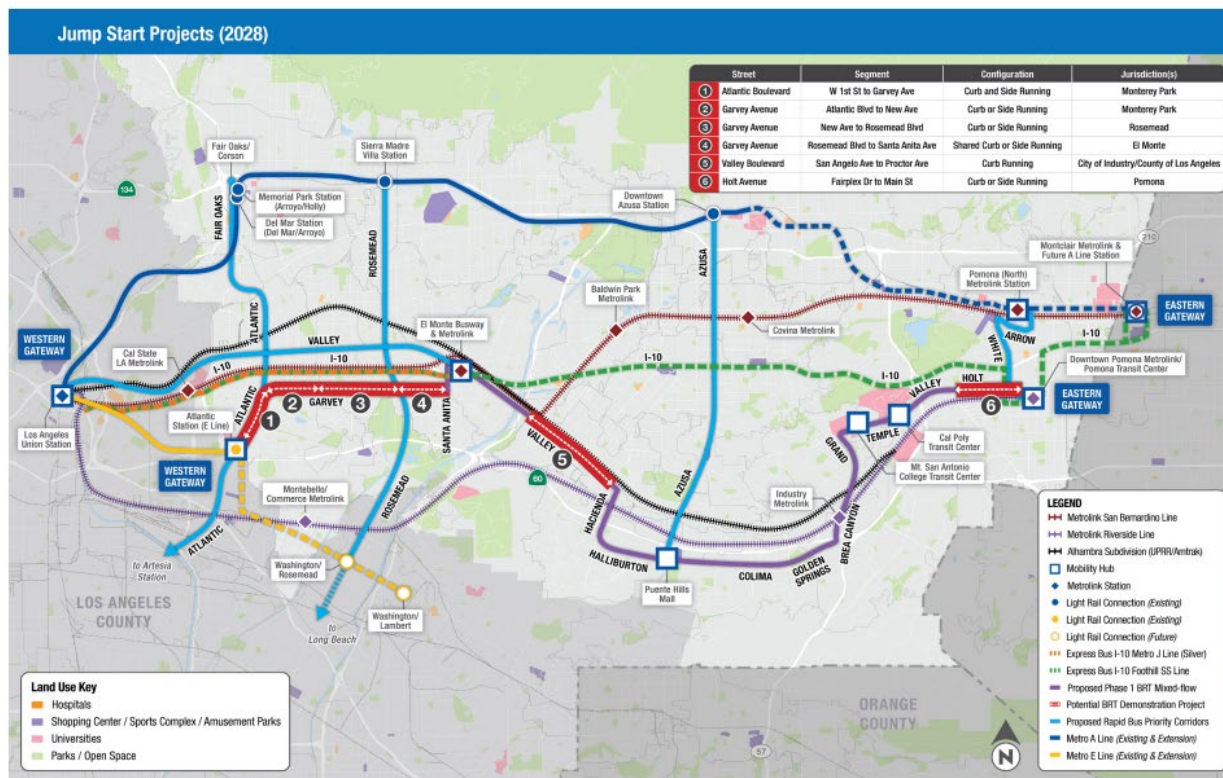 Jump Start Projects (2028)
Street Segment Configuration Jurisdiction(s)
1 Atlantic Boulevard W 1st St to Garvey Ave Curb and Side Running Monterey Park
2 Garvey Avenue Atlantic Blvd to New Ave Curb or Side Running Monterey Park
3 Garvey Avenue New Ave to Rosemead Blvd Curb or Side Running Rosemead
4 Garvey Avenue Rosemead Blvd to Santa Anita Ave Shared Curb or Side Running El Monte
5 Valley Boulevard San Angelo Ave to Proctor Ave Curb Running City of Industry/County of Los Angeles
6 Holt Avenue Fairplex Dr to Main St Curb or Side Running Pomona
Fair Oaks/
Corson
Sierra Madre
Villa Station
134
FAIR OAKS
Memorial Park Station
(Arroyo/Holly)
Del Mar Station
(Del Mar/Arroyo)
ROSEMEAD
Downtown
Azusa Station
AZUSA
210
Montclair Metrolink &
Future A Line Station
Pomona (North)
Metrolink Station
Baldwin Park
Metrolink
EASTERN
GATEWAY
El Monte Busway
& Metrolink
Covina Metrolink
ARROW
WHITE
I-10
WESTERN
GATEWAY
Cal State
LA Metrolink
VALLEY
ATLANTIC
I-10
I-10
I-10
Downtown Pomona Metrolink/
Pomona Transit Center
VALLEY
HOLT
6
EASTERN
GATEWAY
Los Angeles
Union Station
Atlantic
Station (E Line)
ATLANTIC
1
2
GARVEY
3
4
SANTA ANITA
VALLEY
5
GRAND
TEMPLE
Cal Poly
Transit Center
Mt. San Antonio
College Transit Center
WESTERN
GATEWAY
Montebello/
Commerce Metrolink
ROSEMEAD
60
AZUSA
Industry
Metrolink
HACIENDA
HALLIBURTON
COLIMA
GOLDEN
SPRINGS
BREA CANYON
Puente Hills
Mall
ATLANTIC
to Artesia
Station
Washington/
Rosemead
LOS ANGELES
COUNTY
Washington/
Lambert
to
Long Beach
ORANGE
COUNTY
57
N
Land Use Key
Hospitals
Shopping Center / Sports Complex / Amusement Parks
Universities
Parks / Open Space
LEGEND
Metrolink San Bernardino Line
Metrolink Riverside Line
Alhambra Subdivision (UPRR/Amtrak)
Mobility Hub
Metrolink Station
Light Rail Connection (Existing)
Light Rail Connection (Existing)
Light Rail Connection (Future)
Express Bus I-10 Metro J Line (Silver)
Express Bus I-10 Foothill SS Line
Proposed Phase 1 BRT Mixed-flow
Potential BRT Demonstration Project
Proposed Rapid Bus Priority Corridors
Metro A Line (Existing & Extension)
Metro E Line (Existing & Extension)